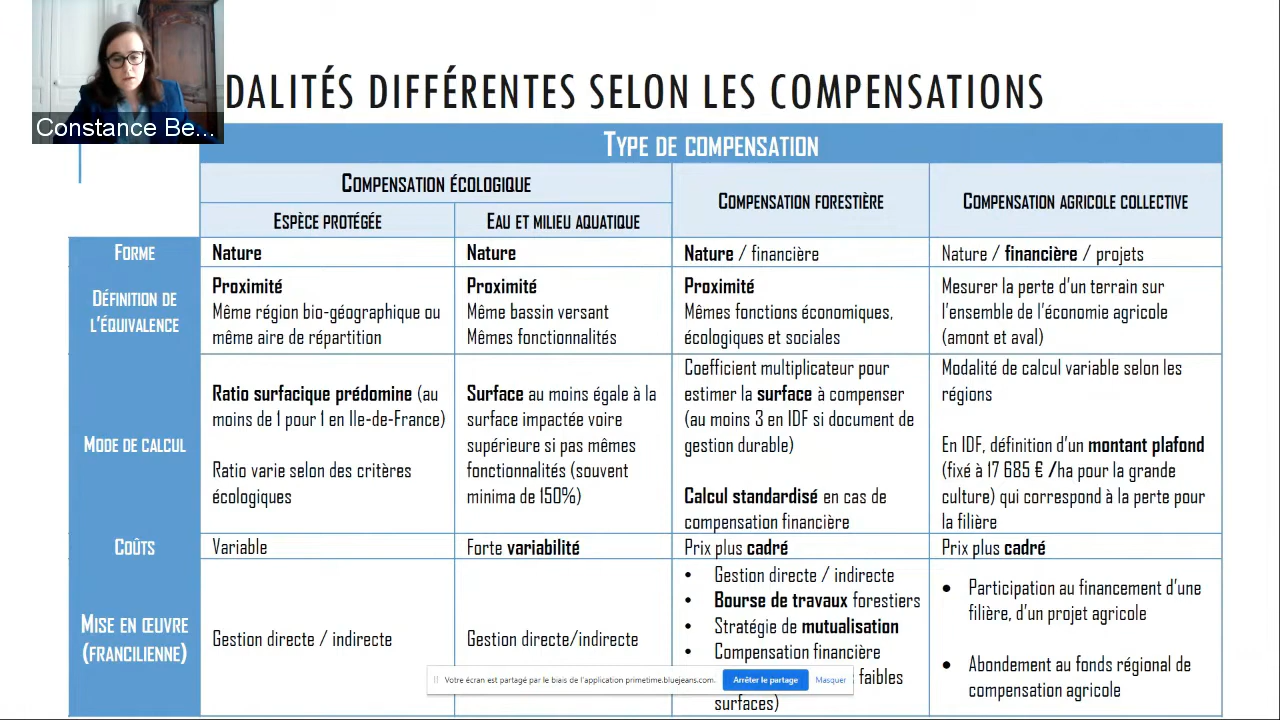 DALITÉS DIFFÉRENTES SELON LES COMPENSATIONS
Constance Be...
TYPE DE COMPENSATION
COMPENSATION ÉCOLOGIQUE
COMPENSATION FORESTIÈRE
COMPENSATION AGRICOLE COLLECTIVE
ESPÈCE PROTÉGÉE
EAU ET MILIEU AQUATIQUE
FORME
Nature
Nature
Nature / financière
Nature / financière / projets
DÉFINITION DE
L'ÉQUIVALENCE
Proximité
Même région bio-géographique ou
même aire de répartition
Proximité
Même bassin versant
Mêmes fonctionnalités
Proximité
Mêmes fonctions économiques,
écologiques et sociales
Mesurer la perte d'un terrain sur
l'ensemble de l'économie agricole
(amont et aval)
MODE DE CALCUL
Ratio surfacique prédomine (au
moins de 1 pour 1 en Ile-de-France)
Ratio varie selon des critères
écologiques
Surface au moins égale à la
surface impactée voire
supérieure si pas mêmes
fonctionnalités (souvent
minima de 150%)
Coefficient multiplicateur pour
estimer la surface à compenser
(au moins 3 en IDF si document de
gestion durable)
Calcul standardisé en cas de
compensation financière
Modalité de calcul variable selon les
régions
En IDF, définition d'un montant plafond
(fixé à 17 685 € /ha pour la grande
culture) qui correspond à la perte pour
la filière
COÛTS
Variable
Forte variabilité
Prix plus cadré
Prix plus cadré
MISE EN ŒUVRE
(FRANCILIENNE)
Gestion directe / indirecte
Gestion directe/indirecte
• Gestion directe / indirecte
• Bourse de travaux forestiers
• Stratégie de mutualisation
• Compensation financière
faibles
surfaces)
• Participation au financement d'une
filière, d'un projet agricole
• Abondement au fonds régional de
compensation agricole
Votre écran est partagé par le biais de l'application primetime.bluejeans.com.
Arrêter le partage
Masquer